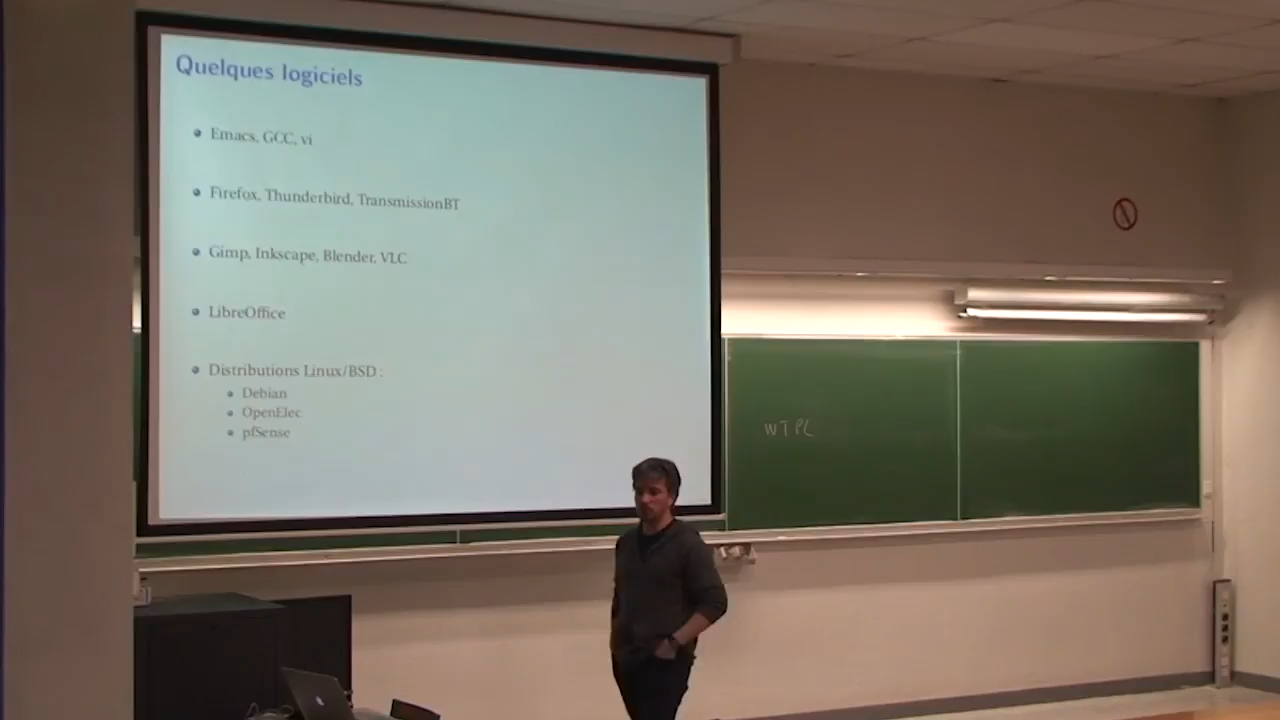 Quelques logiciels
Emacs, GCC, vi
Firefox, Thunderbird, TransmissionBT
Gimp, Inkscape, Blender, VLC
LibreOffice
Distributions Linux/BSD :
Debian
OpenElec
pfSense
WTPL